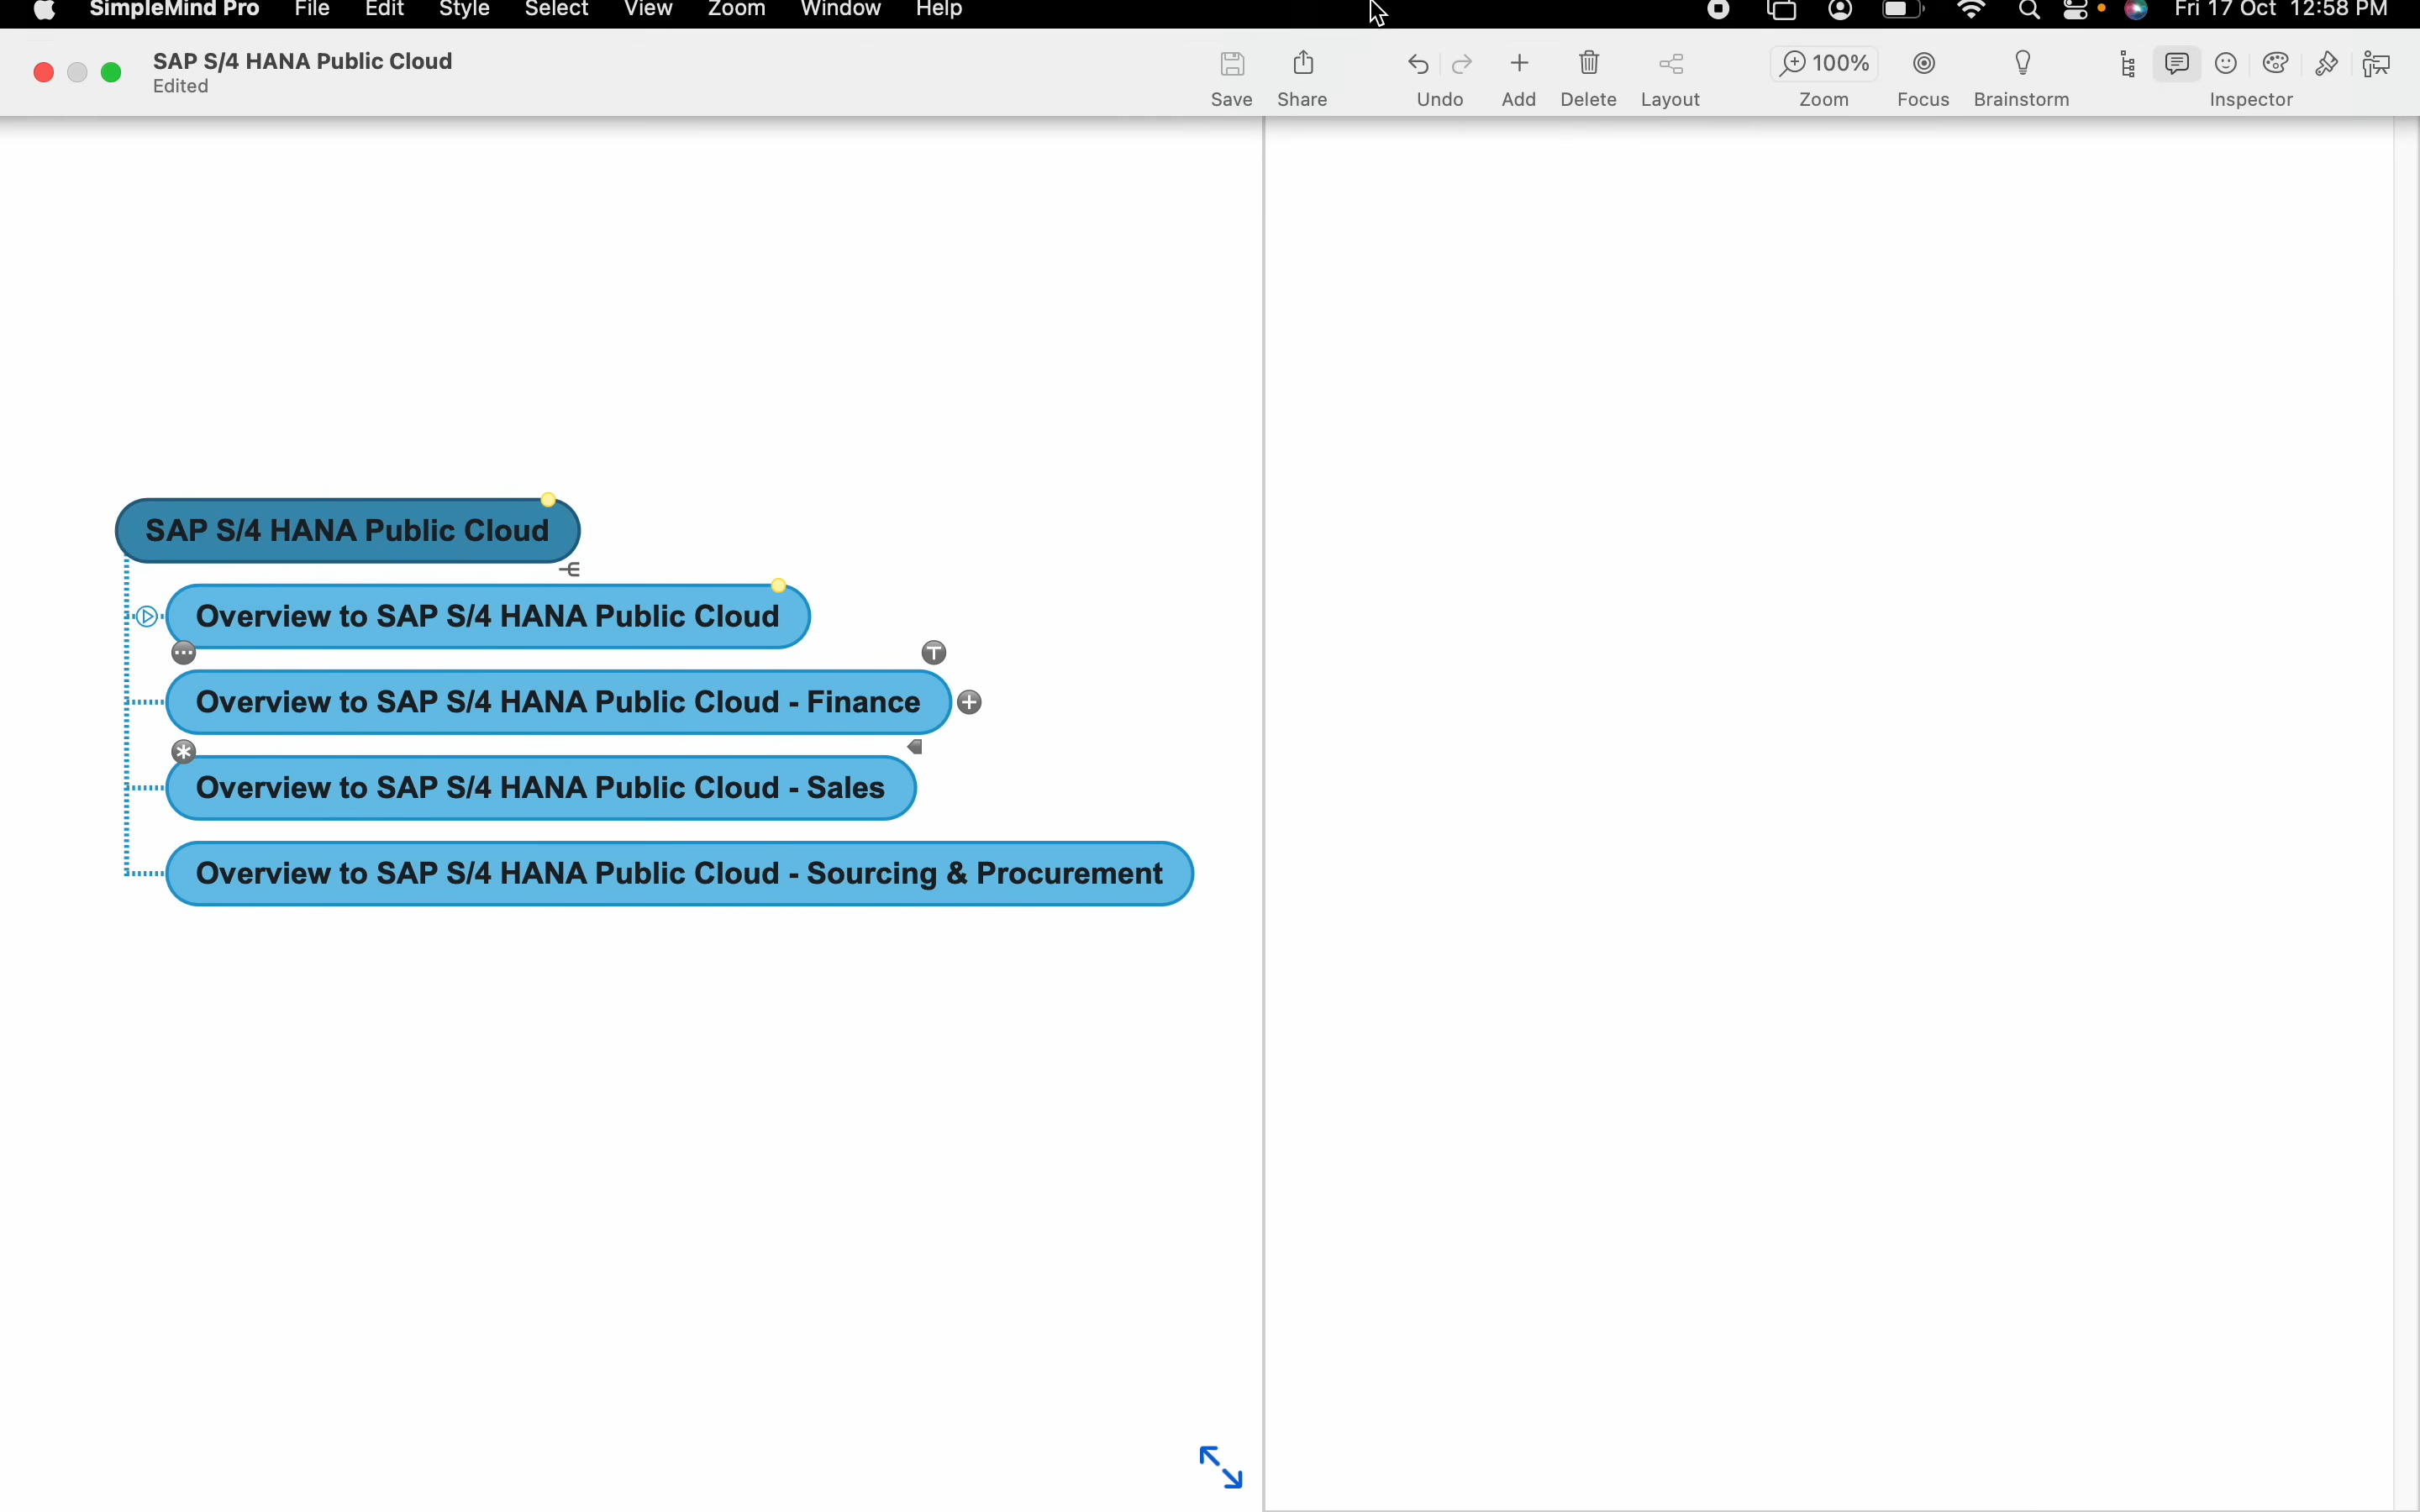 SimpleMind Pro File Edit Style Select View Zoom Window Help Fri 17 Oct 12:58 PM
SAP S/4 HANA Public Cloud
Edited
100%
Save Share Undo Add Delete Layout Zoom Focus Brainstorm Inspector
SAP S/4 HANA Public Cloud
Overview to SAP S/4 HANA Public Cloud
Overview to SAP S/4 HANA Public Cloud - Finance
Overview to SAP S/4 HANA Public Cloud - Sales
Overview to SAP S/4 HANA Public Cloud - Sourcing & Procurement